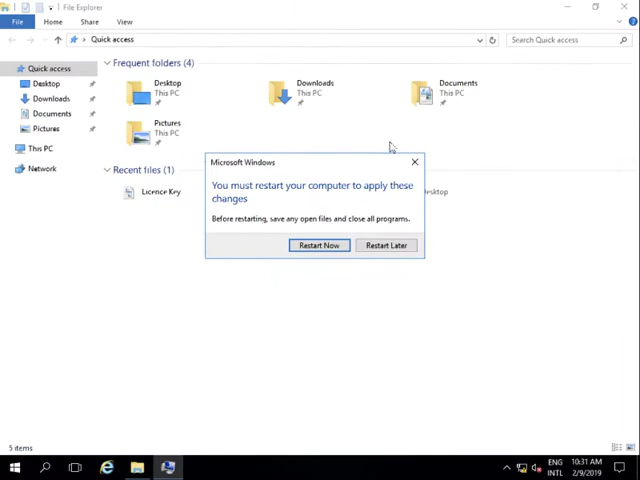 File Explorer
File Home Share View
Quick access
Search Quick access
Quick access
Desktop
Downloads
Documents
Pictures
This PC
Network
Frequent folders (4)
Desktop
This PC
Downloads
This PC
Documents
This PC
Pictures
This PC
Recent files (1)
Licence Key
Desktop
Microsoft Windows
You must restart your computer to apply these
changes
Before restarting, save any open files and close all programs.
Restart Now Restart Later
5 items
ENG
INTL
10:31 AM
2/9/2019